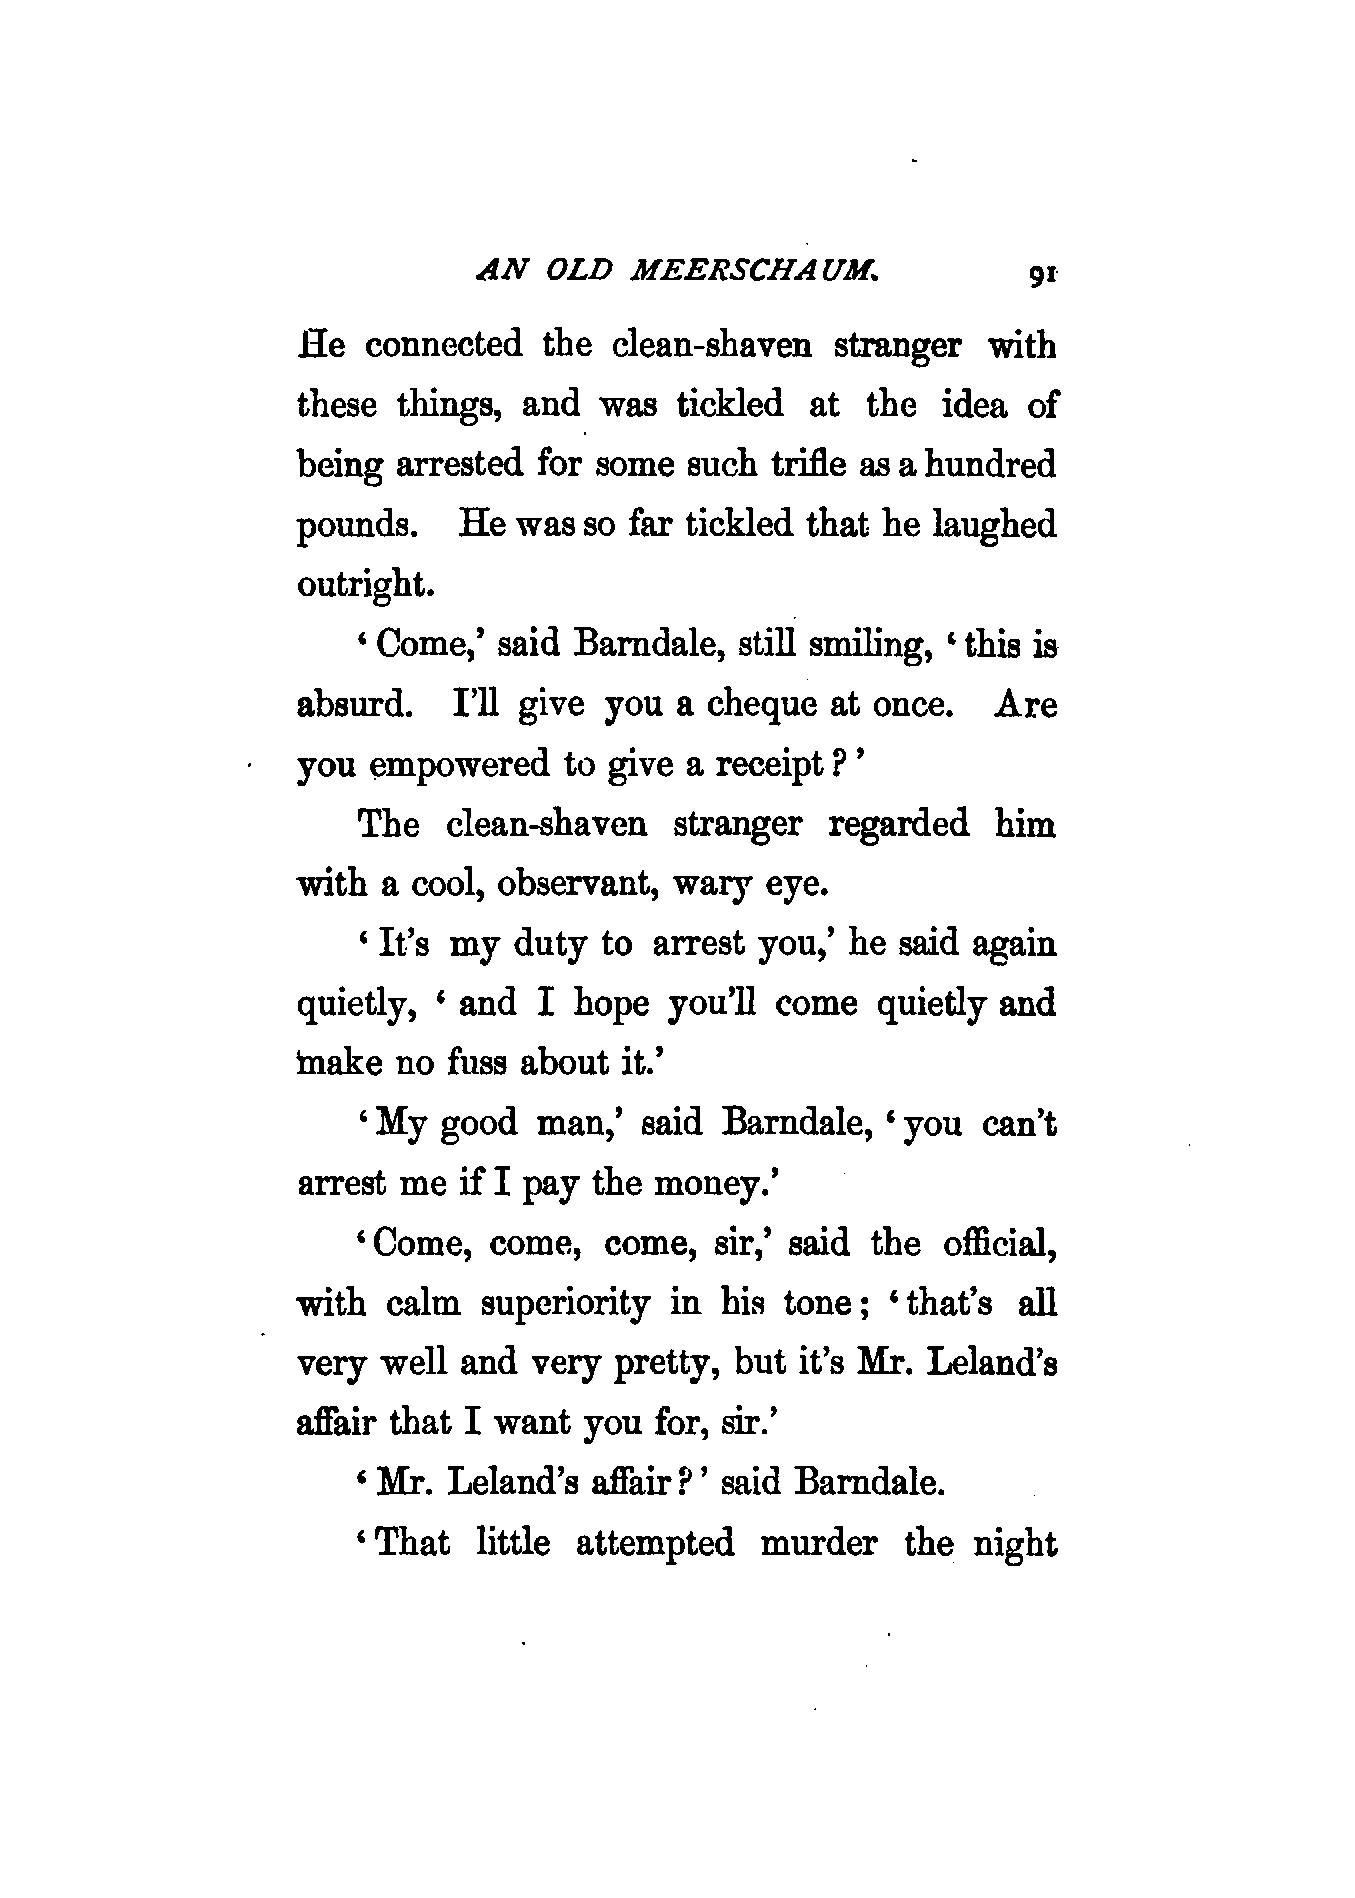 AN OLD MEERSCHAUM. 91
He connected the clean-shaven stranger with
these things, and was tickled at the idea of
being arrested for some such trifle as a hundred
pounds. He was so far tickled that he laughed
outright.
‘Come,’ said Barndale, still smiling, ‘this is
absurd. I’ll give you a cheque at once. Are
you empowered to give a receipt?’
The clean-shaven stranger regarded him
with a cool, observant, wary eye.
‘It’s my duty to arrest you,’ he said again
quietly, ‘and I hope you’ll come quietly and
make no fuss about it.’
‘My good man,’ said Barndale, ‘you can’t
arrest me if I pay the money.’
‘Come, come, come, sir,’ said the official,
with calm superiority in his tone; ‘that’s all
very well and very pretty, but it’s Mr. Leland’s
affair that I want you for, sir.’
‘Mr. Leland’s affair?’ said Barndale.
‘That little attempted murder the night